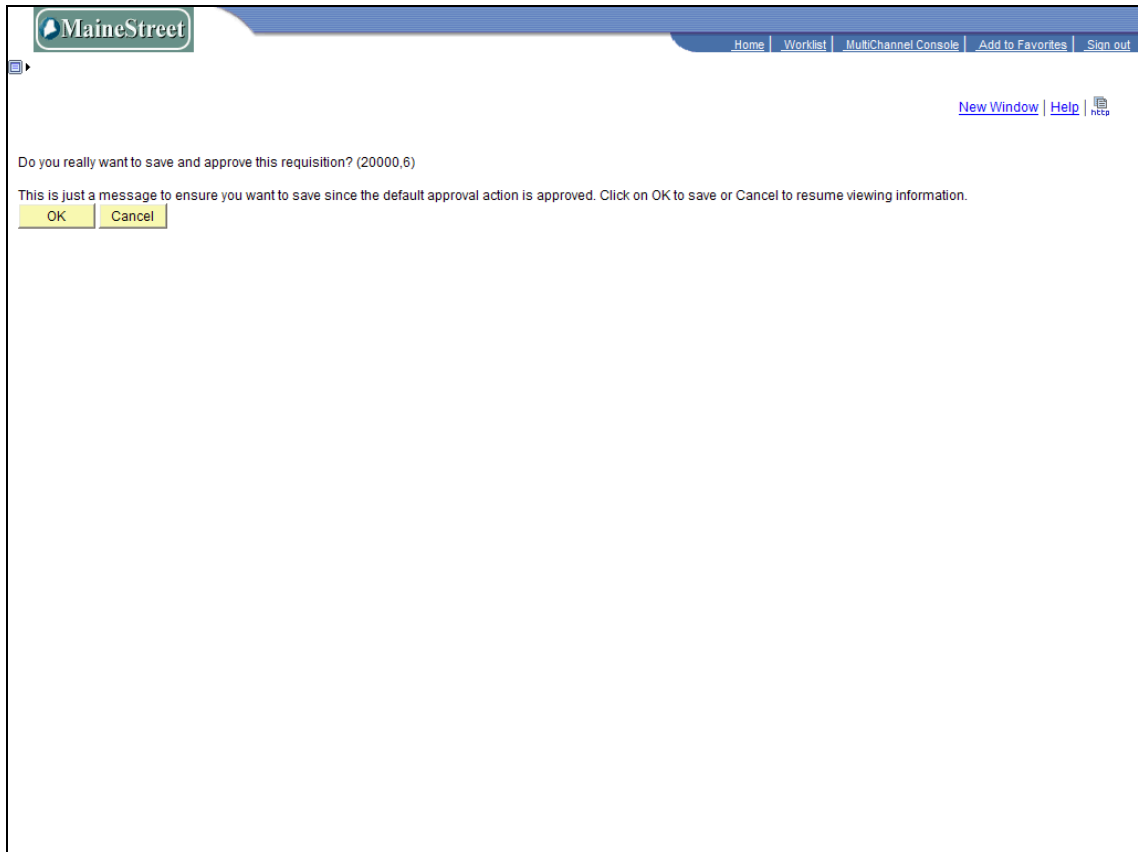 MaineStreet
Home Worklist MultiChannel Console Add to Favorites Sign out
New Window | Help | http
Do you really want to save and approve this requisition? (20000,6)
This is just a message to ensure you want to save since the default approval action is approved. Click on OK to save or Cancel to resume viewing information.
OK Cancel